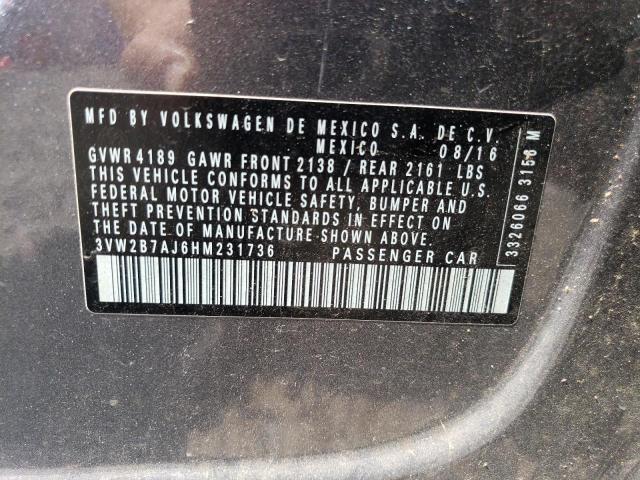 MFD BY VOLKSWAGEN DE MEXICO S.A. DE C.V.
MEXICO 08/16
GVWR 4189 GAWR FRONT 2138 / REAR 2161 LBS
THIS VEHICLE CONFORMS TO ALL APPLICABLE U.S.
FEDERAL MOTOR VEHICLE SAFETY, BUMPER AND
THEFT PREVENTION STANDARDS IN EFFECT ON
THE DATE OF MANUFACTURE SHOWN ABOVE.
3VW2B7AJ6HM231736 PASSENGER CAR
3326066 3158 M